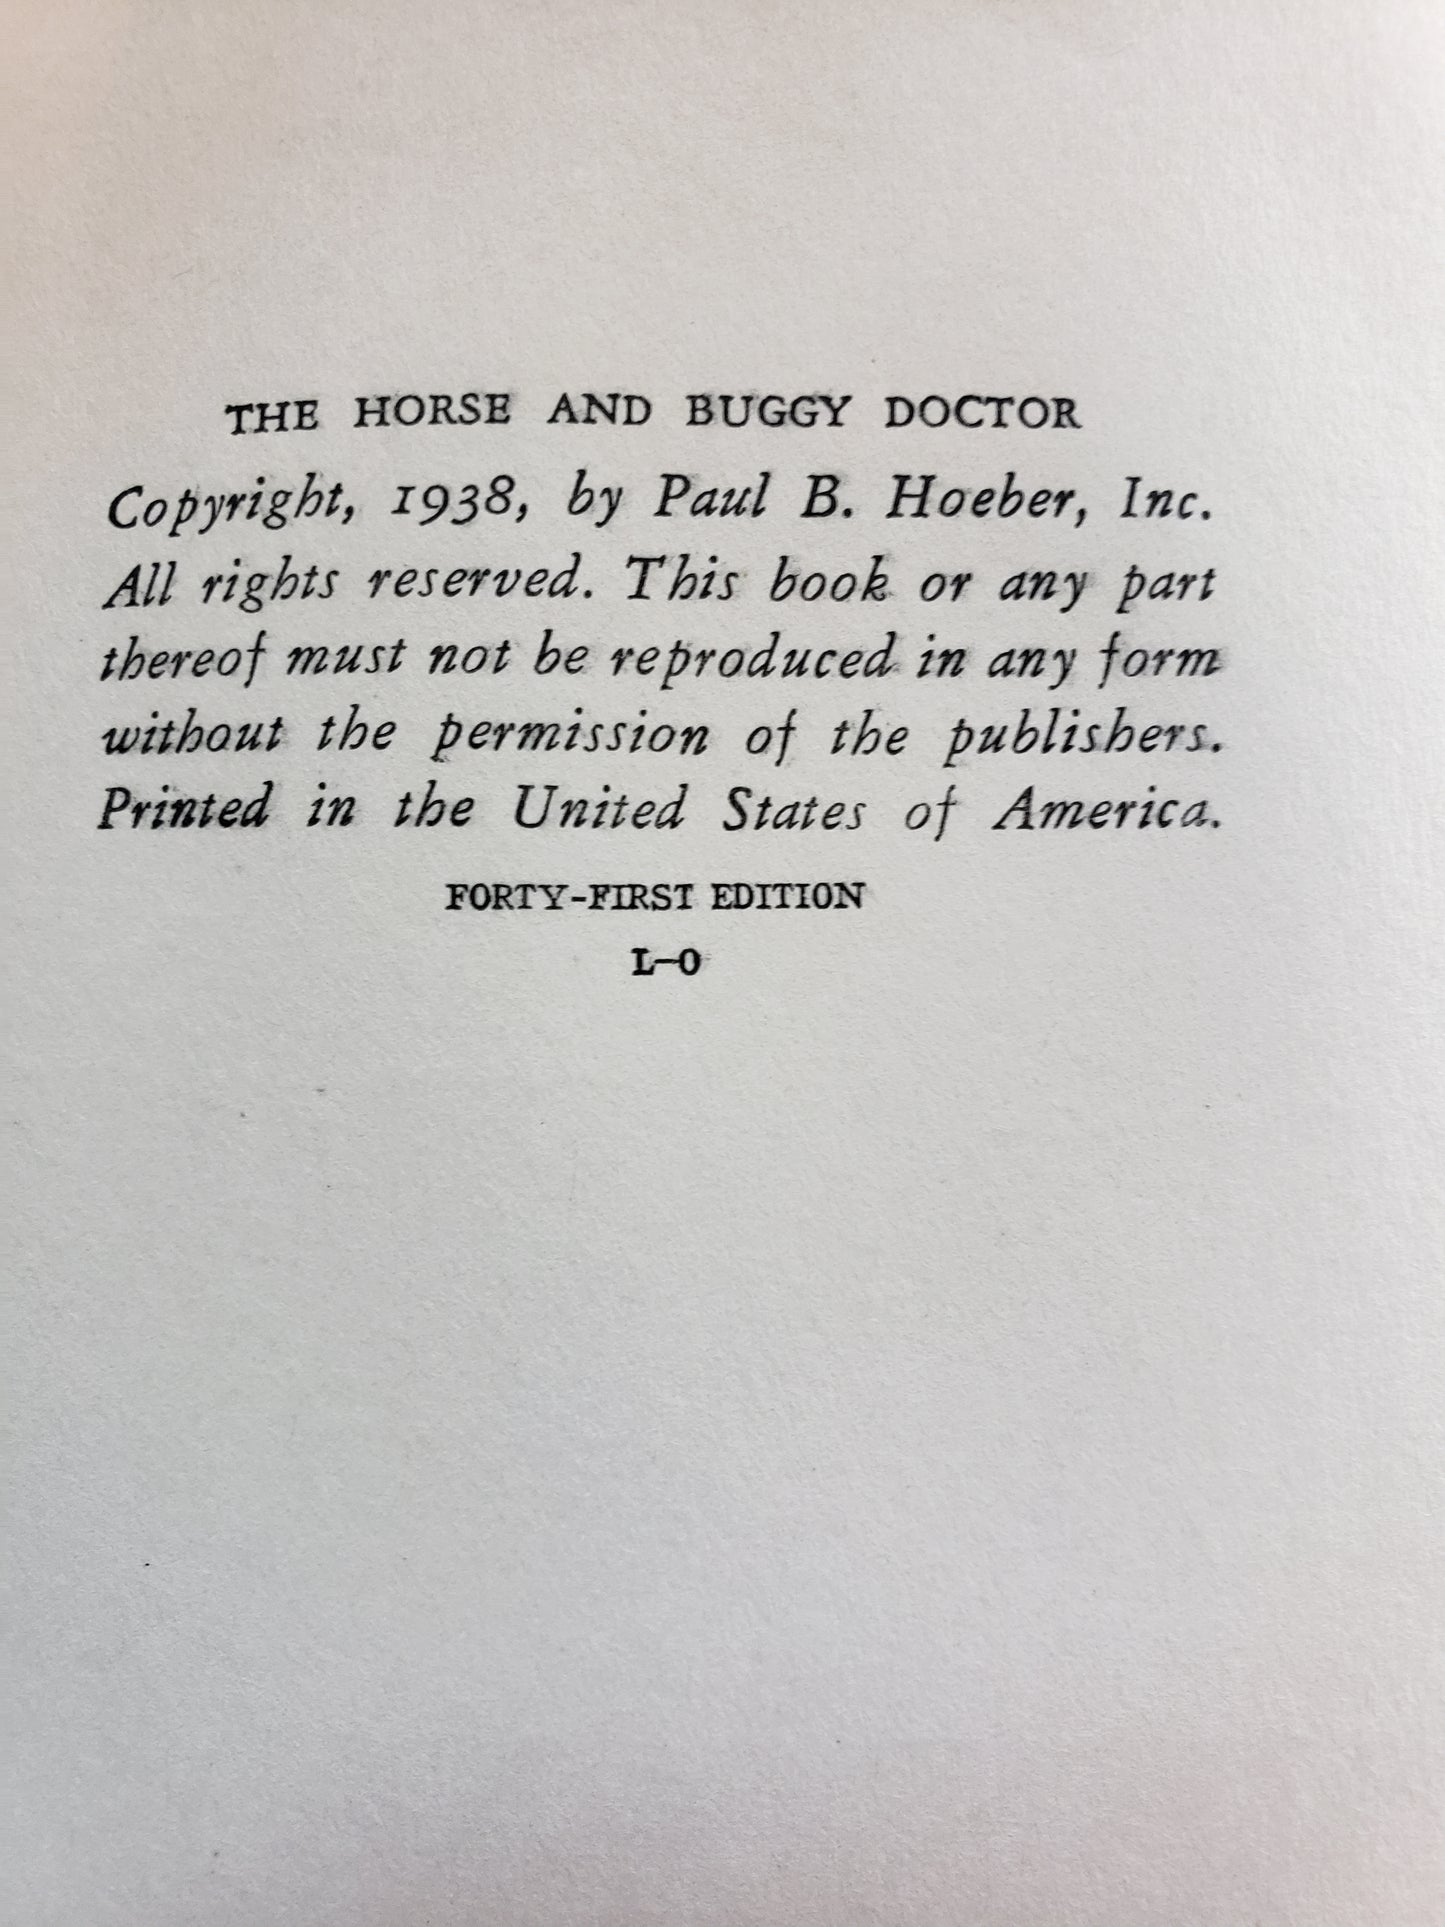 THE HORSE AND BUGGY DOCTOR
Copyright, 1938, by Paul B. Hoeber, Inc.
All rights reserved. This book or any part
thereof must not be reproduced in any form
without the permission of the publishers.
Printed in the United States of America.
FORTY-FIRST EDITION
L—O